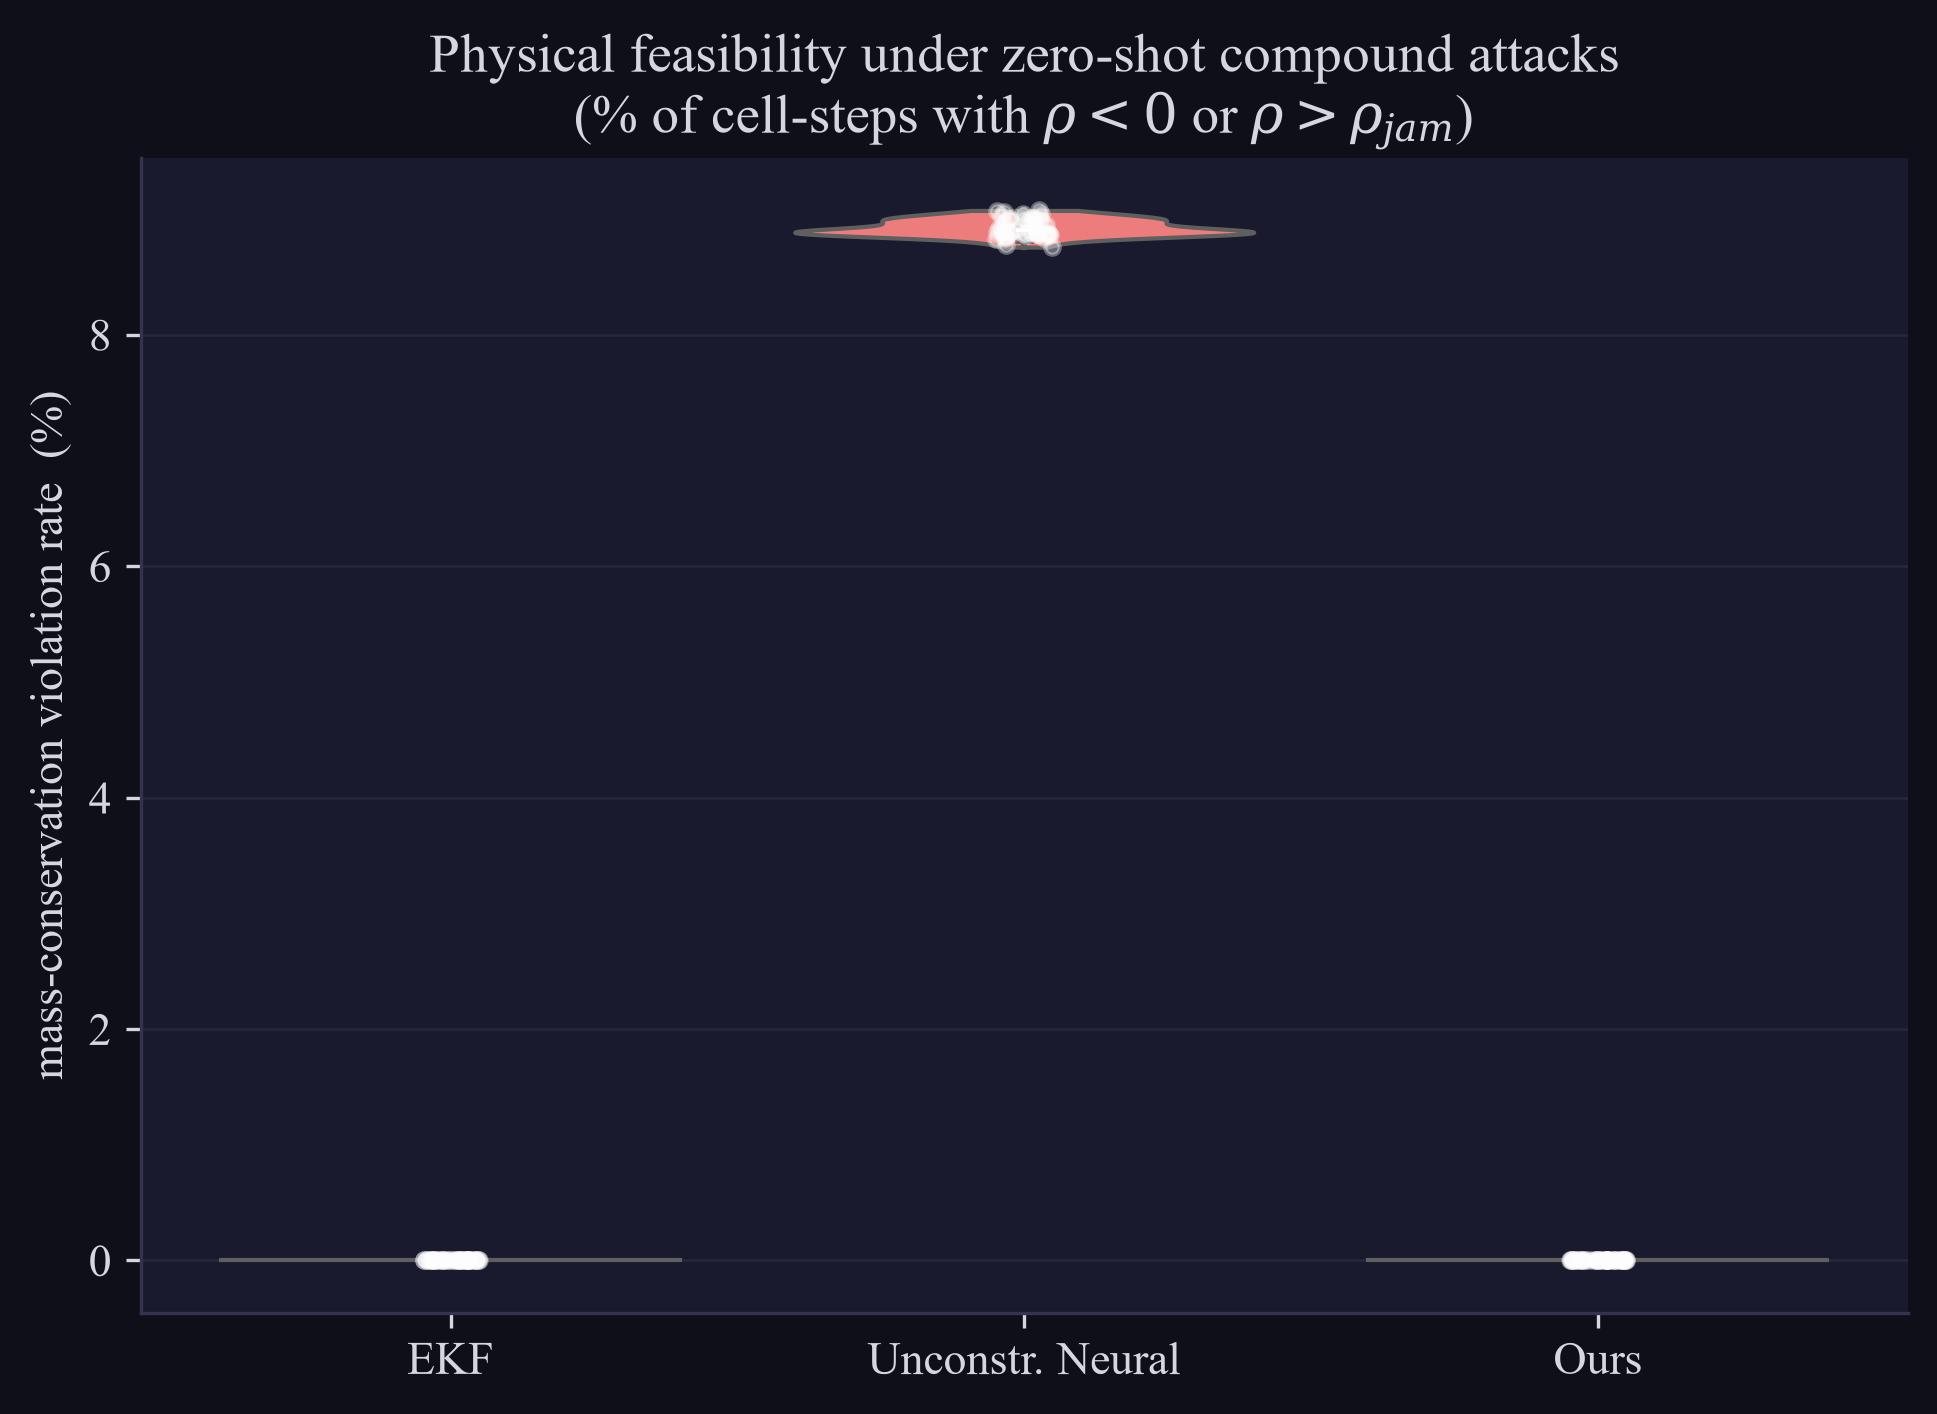 Physical feasibility under zero-shot compound attacks
(% of cell-steps with ρ < 0 or ρ > ρ_jam)
mass-conservation violation rate (%)
8
6
4
2
0
EKF
Unconstr. Neural
Ours